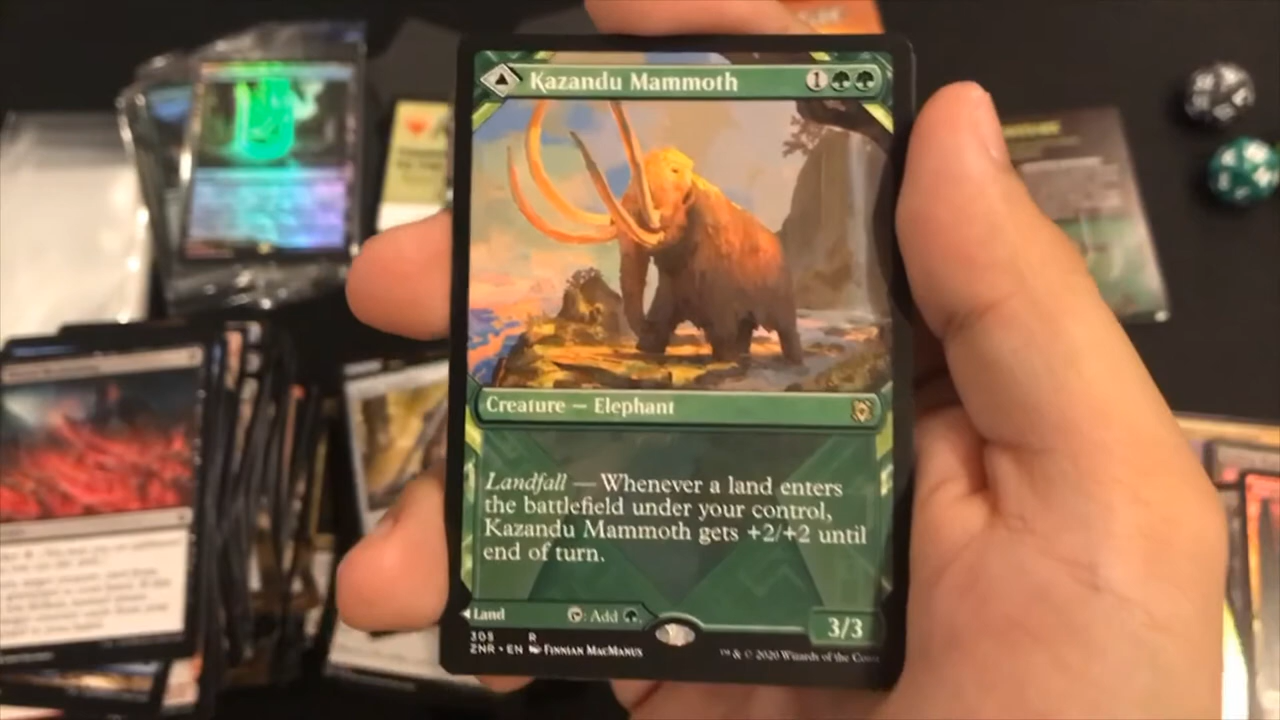 Kazandu Mammoth 1
Creature — Elephant
Landfall — Whenever a land enters
the battlefield under your control,
Kazandu Mammoth gets +2/+2 until
end of turn.
Land : Add .
3/3
305 R
ZNR • EN Finnian MacManus
™ & © 2020 Wizards of the Coast